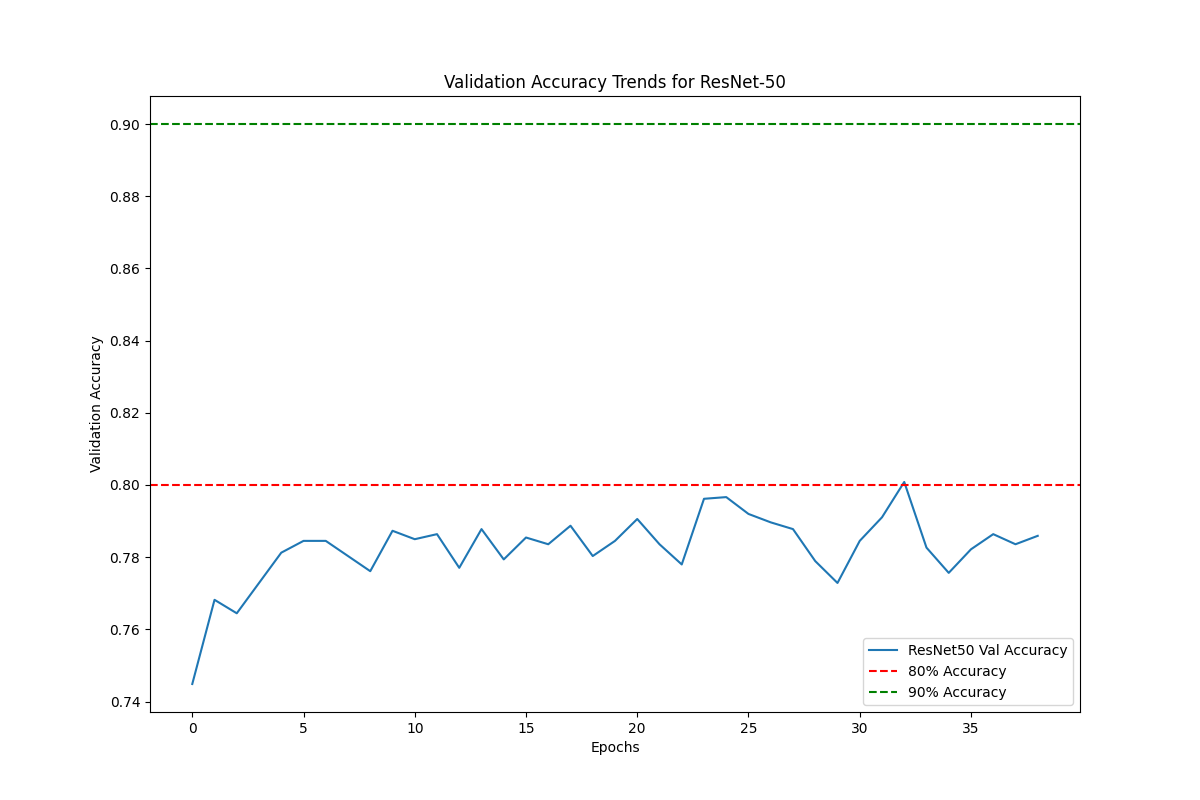 Validation Accuracy Trends for ResNet-50
0.90
0.88
0.86
0.84
0.82
0.80
0.78
0.76
0.74
Validation Accuracy
0
5
10
15
20
25
30
35
Epochs
ResNet50 Val Accuracy
80% Accuracy
90% Accuracy